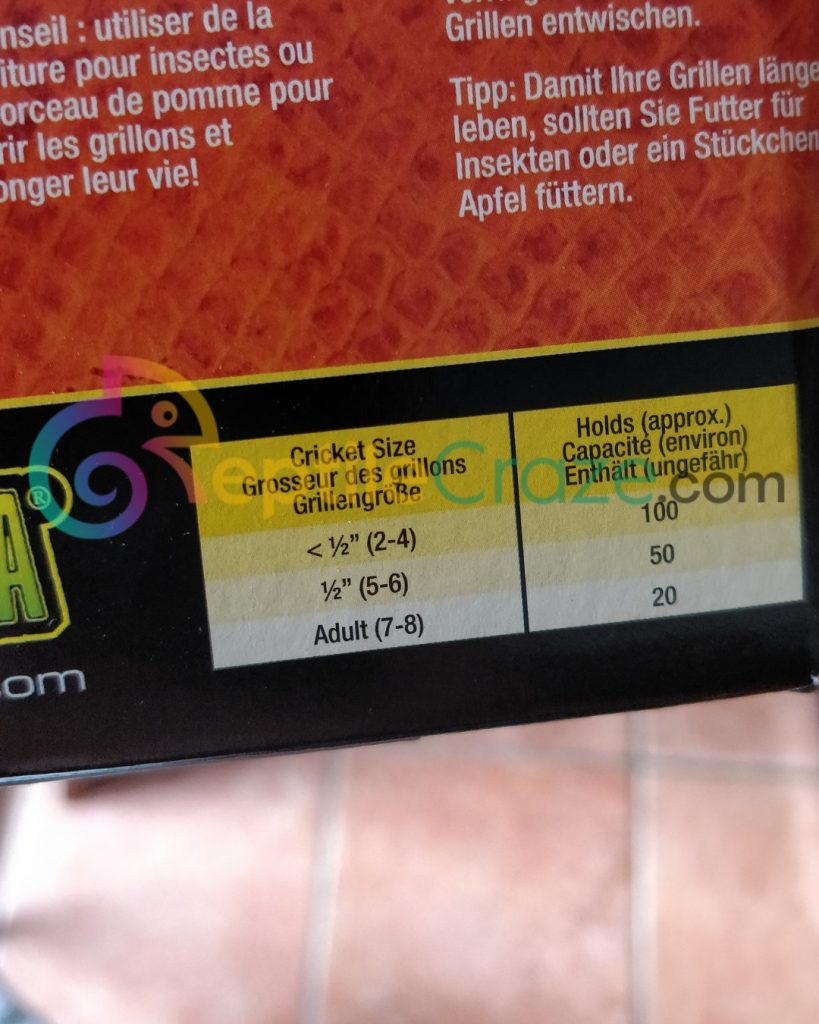 nseil : utiliser de la
iture pour insectes ou
orceau de pomme pour
rir les grillons et
onger leur vie!
Grillen entwischen.
Tipp: Damit Ihre Grillen länge
leben, sollten Sie Futter für
Insekten oder ein Stückchen
Apfel füttern.
A®
.com
Cricket Size
Grosseur des grillons
Grillengröße
Holds (approx.)
Capacité (environ)
Enthält (ungefähr)
< ½” (2-4)
100
½” (5-6)
50
Adult (7-8)
20
ReptileCraze.com